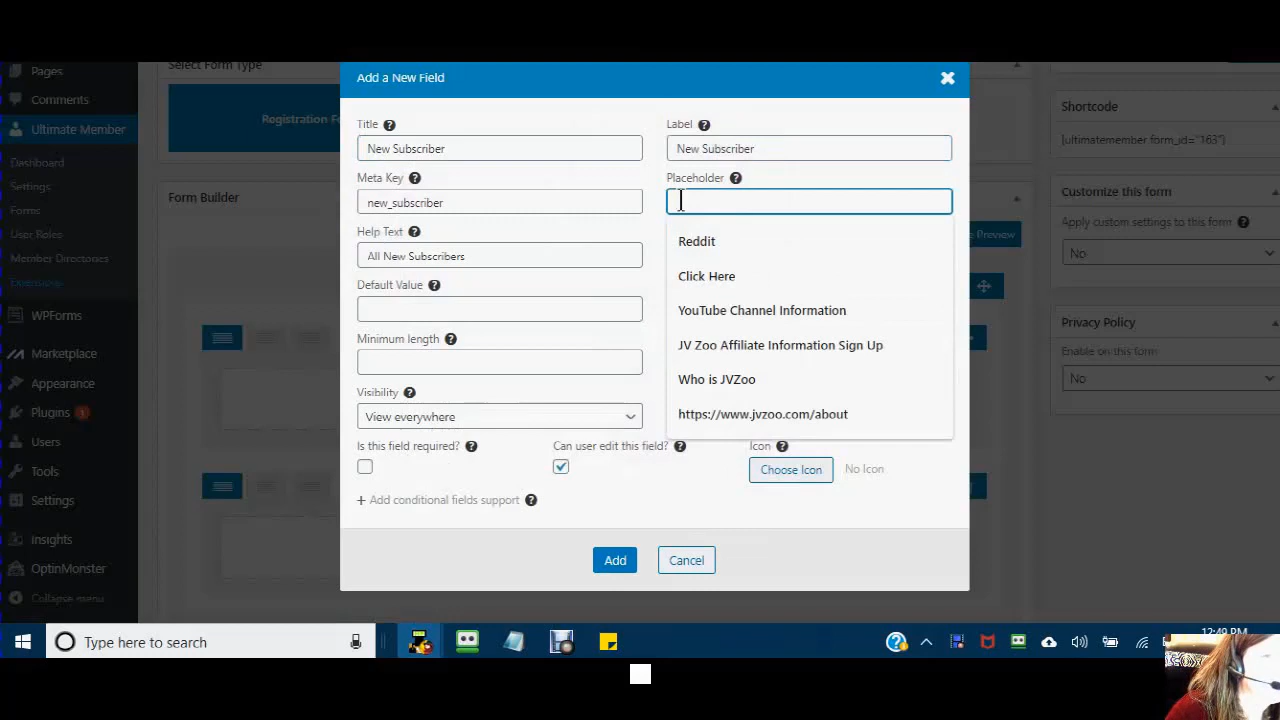 Pages
Comments
Ultimate Member
Dashboard
Settings
Forms
User Roles
Member Directories
Extensions
WPForms
Marketplace
Appearance
Plugins 1
Users
Tools
Settings
Insights
OptinMonster
Collapse menu
Select Form Type
Registration Fo
Form Builder
Preview
Add a New Field
Title
New Subscriber
Label
New Subscriber
Meta Key
new_subscriber
Placeholder
Help Text
All New Subscribers
Default Value
Minimum length
Visibility
View everywhere
Reddit
Click Here
YouTube Channel Information
JV Zoo Affiliate Information Sign Up
Who is JVZoo
https://www.jvzoo.com/about
Is this field required?
Can user edit this field?
Icon
Choose Icon
No Icon
+ Add conditional fields support
Add
Cancel
Shortcode
[ultimatemember form_id="163"]
Customize this form
Apply custom settings to this form
No
Privacy Policy
Enable on this form
No
Type here to search
12:49 PM